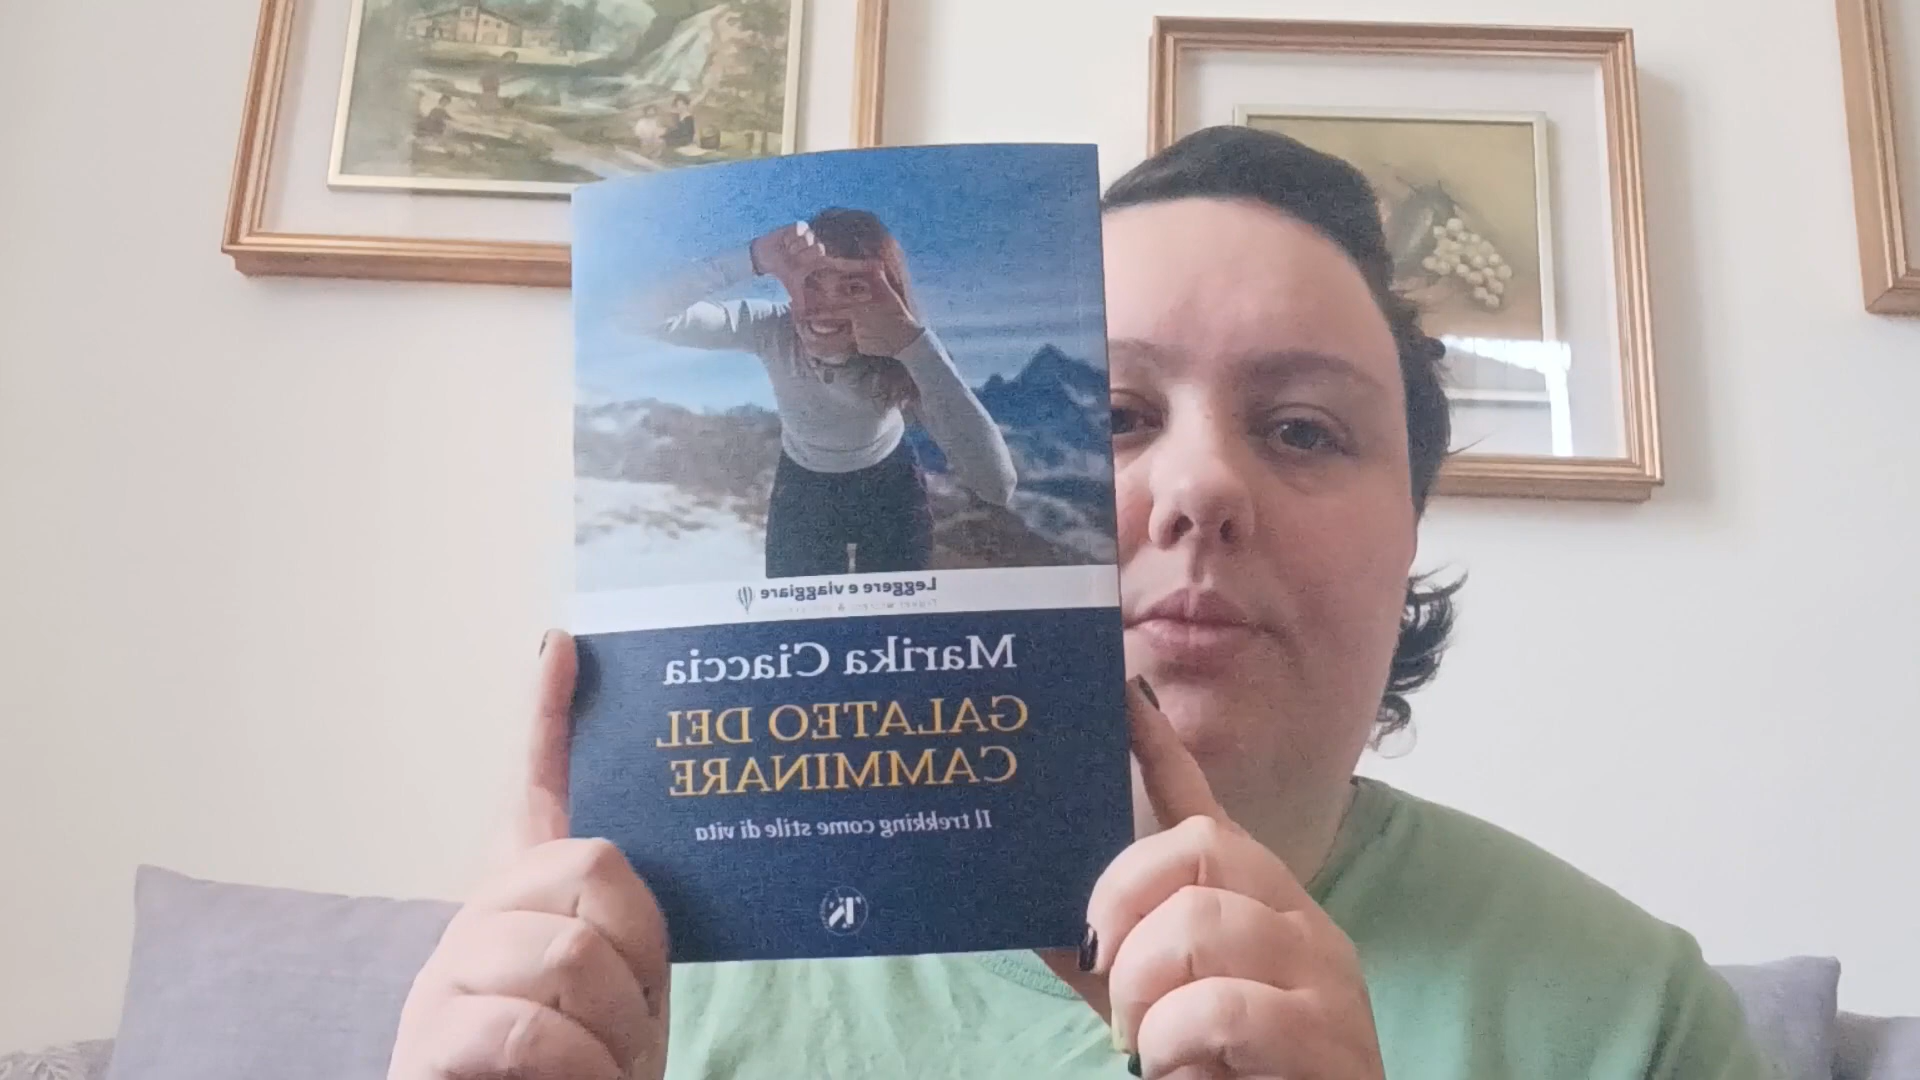 Leggere e viaggiare
Marika Ciaccia
GALATEO DEL
CAMMINARE
Il trekking come stile di vita